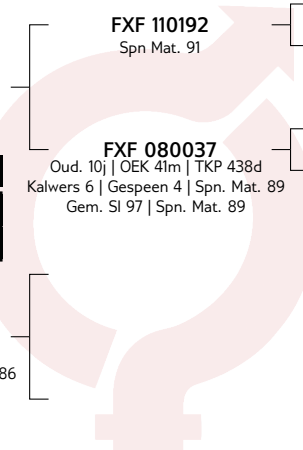 FXF 110192
Spn Mat. 91
FXF 080037
Oud. 10j | OEK 41m | TKP 438d
Kalwers 6 | Gespeen 4 | Spn. Mat. 89
Gem. SI 97 | Spn. Mat. 89
86